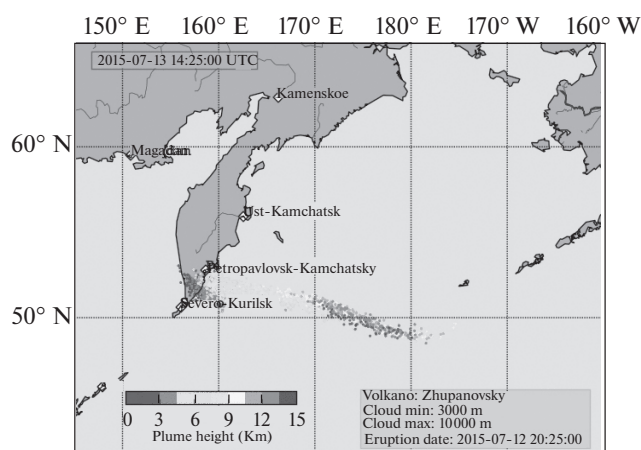 150° E 160° E 170° E 180° E 170° W 160° W
2015-07-13 14:25:00 UTC
Kamenskoe
60° N
Magadan
Ust-Kamchatsk
Petropavlovsk-Kamchatsky
Severo-Kurilsk
50° N
Volkano: Zhupanovsky
Cloud min: 3000 m
Cloud max: 10000 m
Eruption date: 2015-07-12 20:25:00
0 3 6 9 12 15
Plume height (Km)